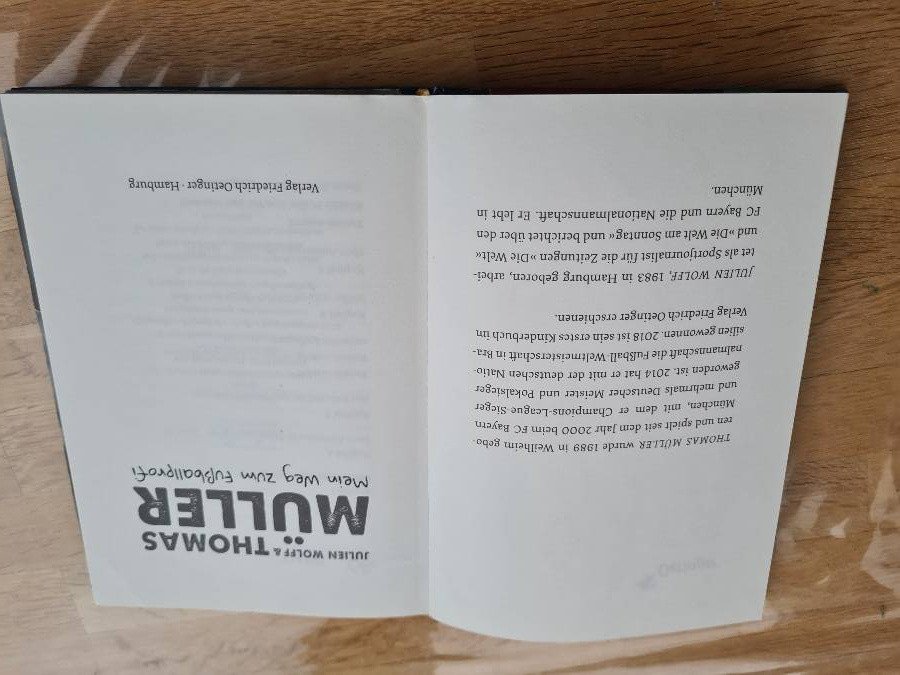 THOMAS MÜLLER wurde 1989 in Weilheim gebo-
ren und spielt seit dem Jahr 2000 beim FC Bayern
München, mit dem er Champions-League Sieger
und mehrmals Deutscher Meister und Pokalsieger
geworden ist. 2014 hat er mit der deutschen Natio-
nalmannschaft die Fußball-Weltmeisterschaft in Bra-
silien gewonnen. 2018 ist sein erstes Kinderbuch im
Verlag Friedrich Oetinger erschienen.
JULIEN WOLFF, 1983 in Hamburg geboren, arbei-
tet als Sportjournalist für die Zeitungen »Die Welt«
und »Die Welt am Sonntag« und berichtet über den
FC Bayern und die Nationalmannschaft. Er lebt in
München.
JULIEN WOLFF &
THOMAS
MÜLLER
Mein Weg zum Fußballprofi
Verlag Friedrich Oetinger · Hamburg